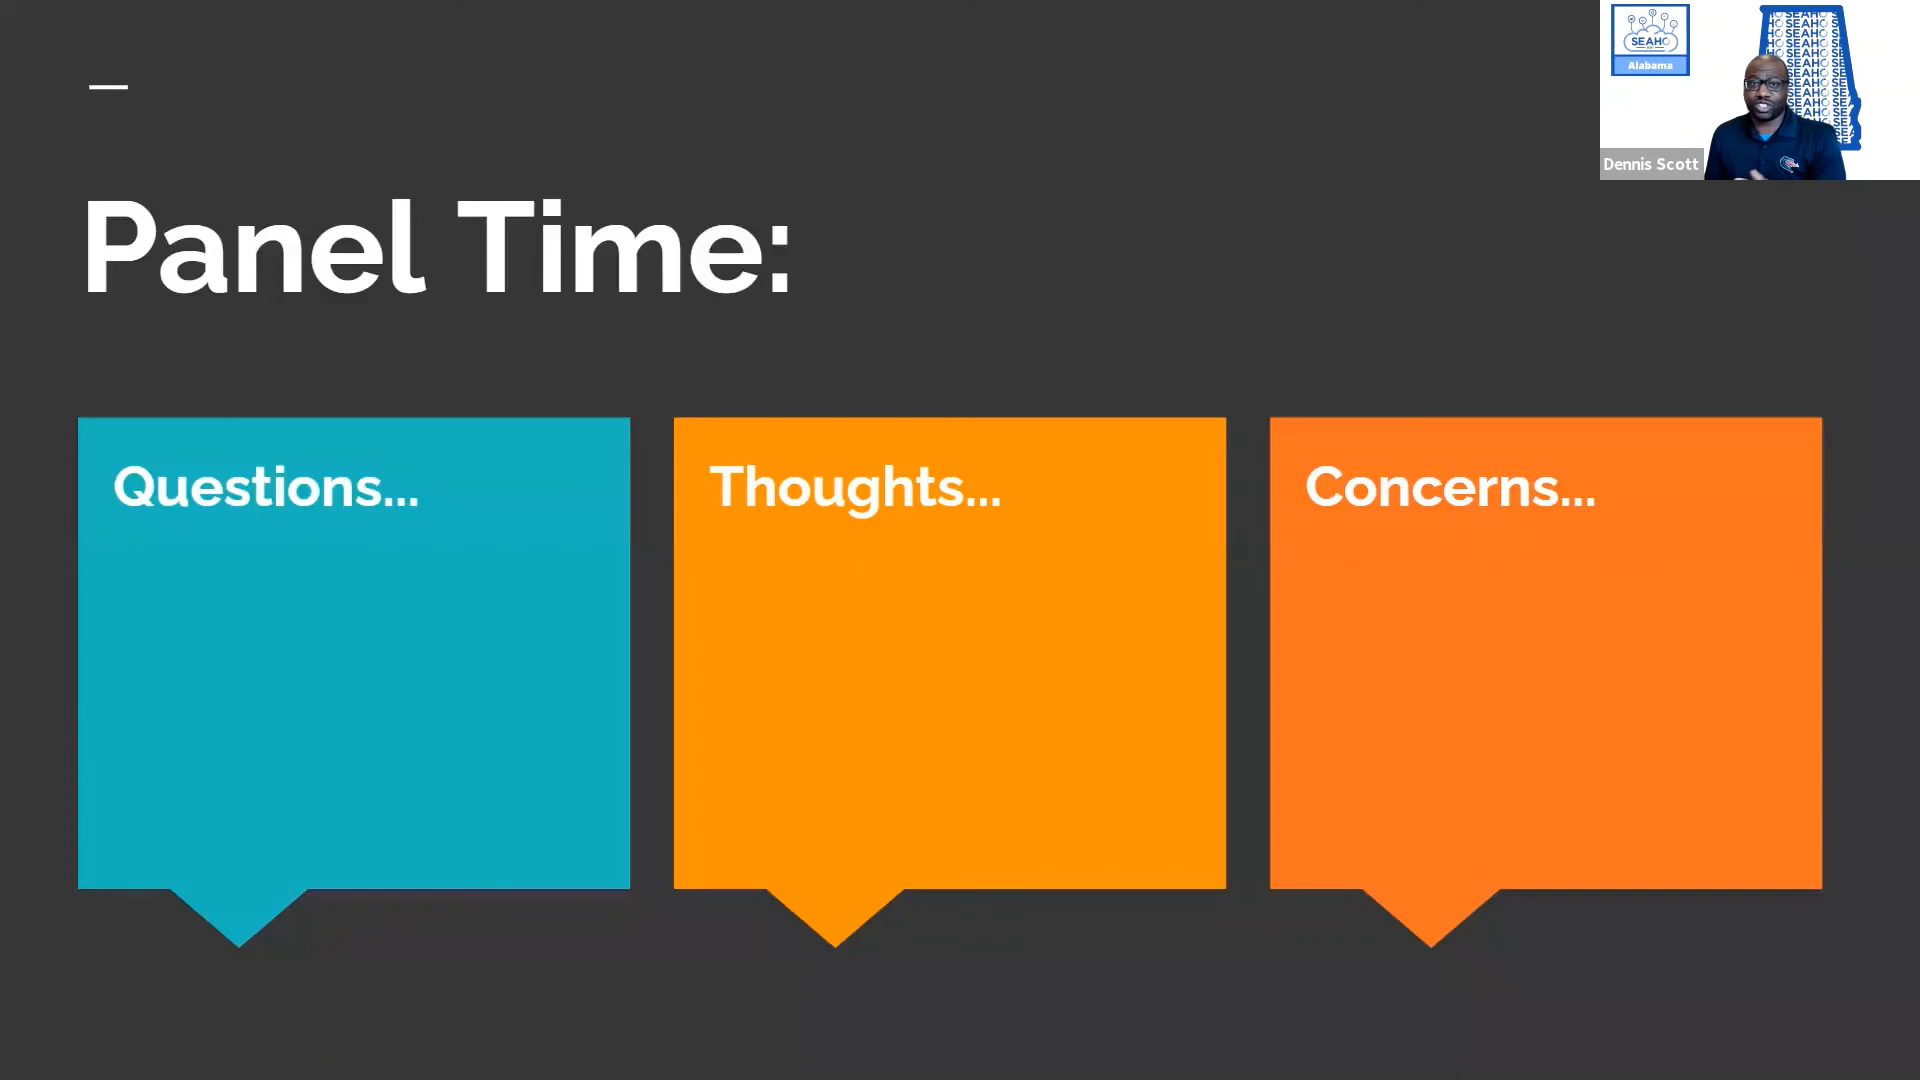 SEAHO
Alabama
Dennis Scott
Panel Time:
Questions...
Thoughts...
Concerns...